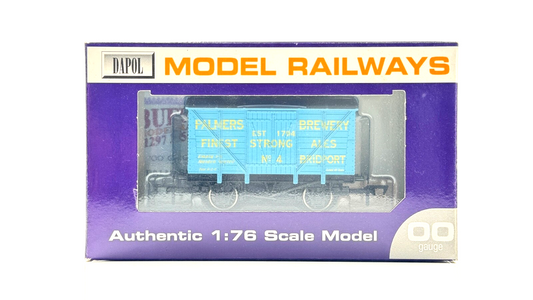 DAPOL
MODEL RAILWAYS
PALMERS BREWERY
EST 1794
FINEST STRONG ALES
No 4 BRIDPORT
Authentic 1:76 Scale Model
OO
gauge